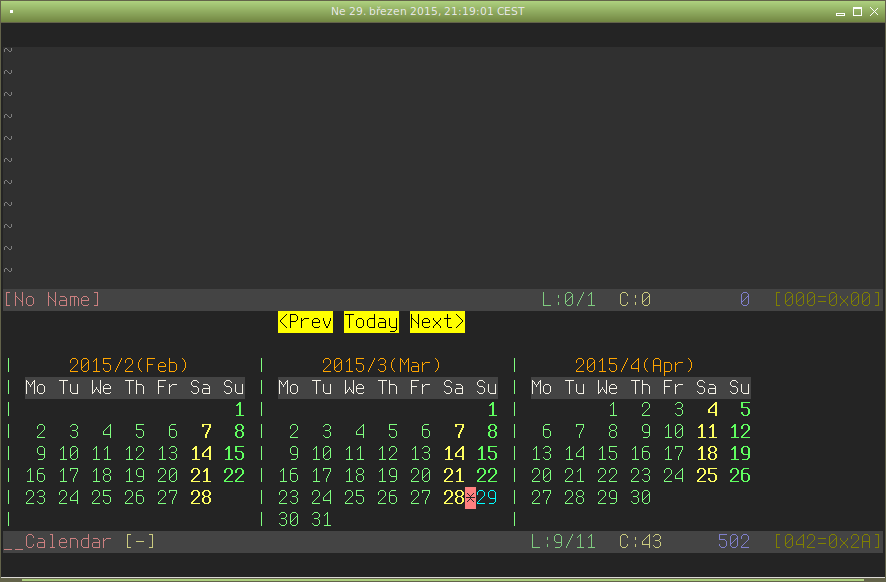 Ne 29. březen 2015, 21:19:01 CEST
~
~
~
~
~
~
~
~
~
~
~
[No Name] L:0/1 C:0 0 [000=0x00]
<Prev Today Next>
| 2015/2(Feb) | 2015/3(Mar) | 2015/4(Apr)
| Mo Tu We Th Fr Sa Su | Mo Tu We Th Fr Sa Su | Mo Tu We Th Fr Sa Su
| 1 | 1 | 1 2 3 4 5
| 2 3 4 5 6 7 8 | 2 3 4 5 6 7 8 | 6 7 8 9 10 11 12
| 9 10 11 12 13 14 15 | 9 10 11 12 13 14 15 | 13 14 15 16 17 18 19
| 16 17 18 19 20 21 22 | 16 17 18 19 20 21 22 | 20 21 22 23 24 25 26
| 23 24 25 26 27 28 | 23 24 25 26 27 28*29 | 27 28 29 30
| | 30 31 |
__Calendar [-] L:9/11 C:43 502 [042=0x2A]